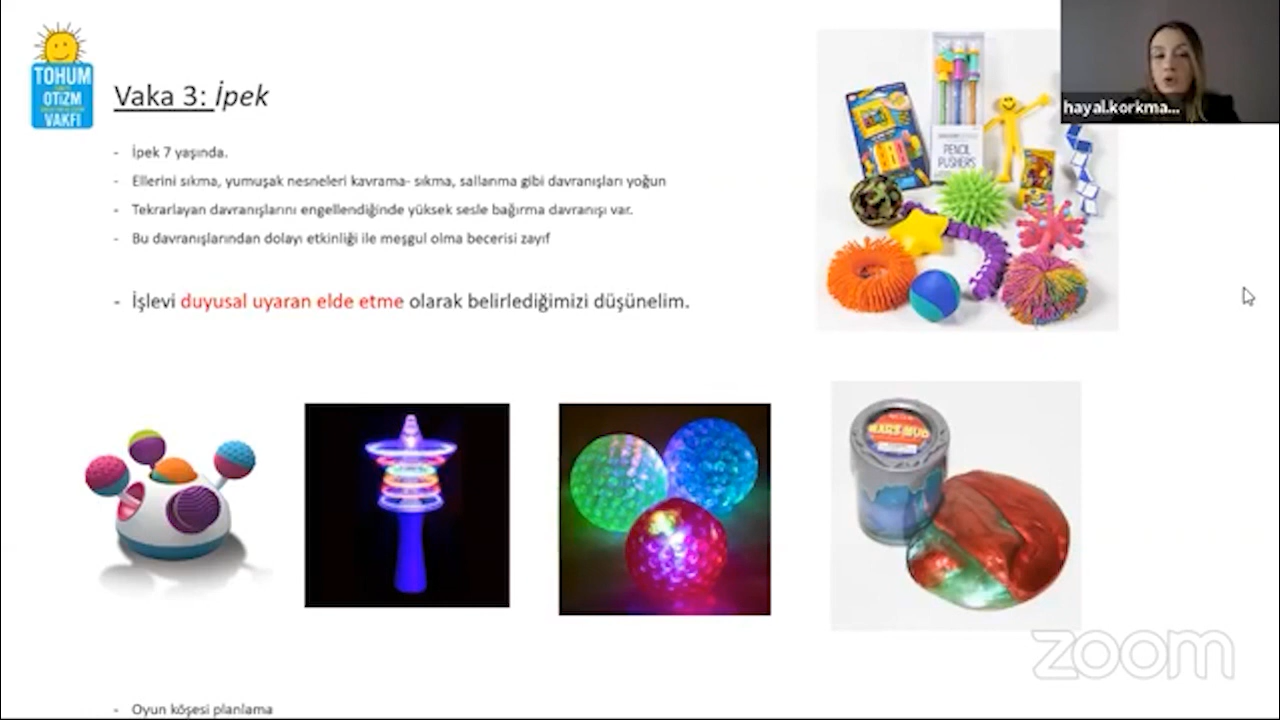 TOHUM
OTİZM
VAKFI
Vaka 3: İpek
- İpek 7 yaşında.
- Ellerini sıkma, yumuşak nesneleri kavrama- sıkma, sallanma gibi davranışları yoğun
- Tekrarlayan davranışlarını engellendiğinde yüksek sesle bağırma davranışı var.
- Bu davranışlarından dolayı etkinliği ile meşgul olma becerisi zayıf
- İşlevi duyusal uyaran elde etme olarak belirlediğimizi düşünelim.
PENCIL
PUSHERS
hayal.korkma...
MARS MUD
zoom
- Oyun köşesi planlama